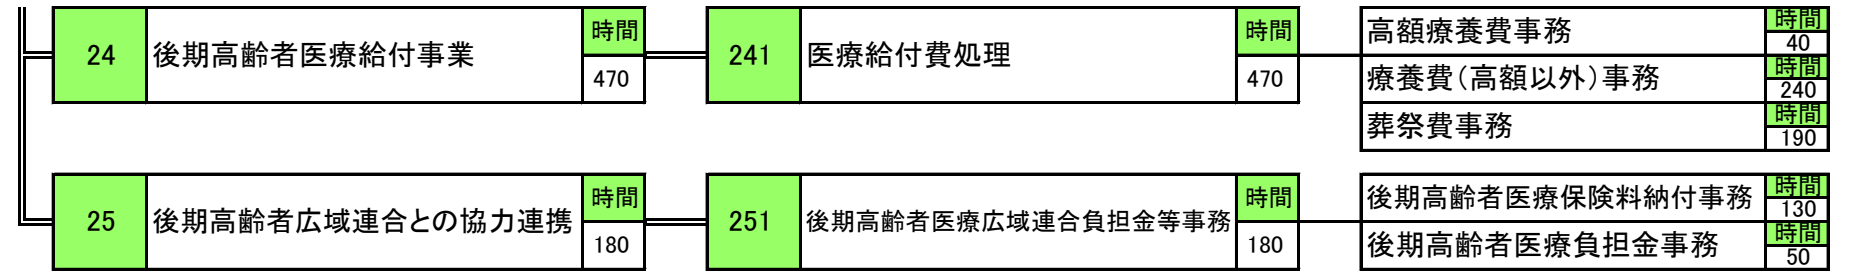 24 後期高齢者医療給付事業 時間 470
241 医療給付費処理 時間 470
高額療養費事務 時間 40
療養費（高額以外）事務 時間 240
葬祭費事務 時間 190
25 後期高齢者広域連合との協力連携 時間 180
251 後期高齢者医療広域連合負担金等事務 時間 180
後期高齢者医療保険料納付事務 時間 130
後期高齢者医療負担金事務 時間 50